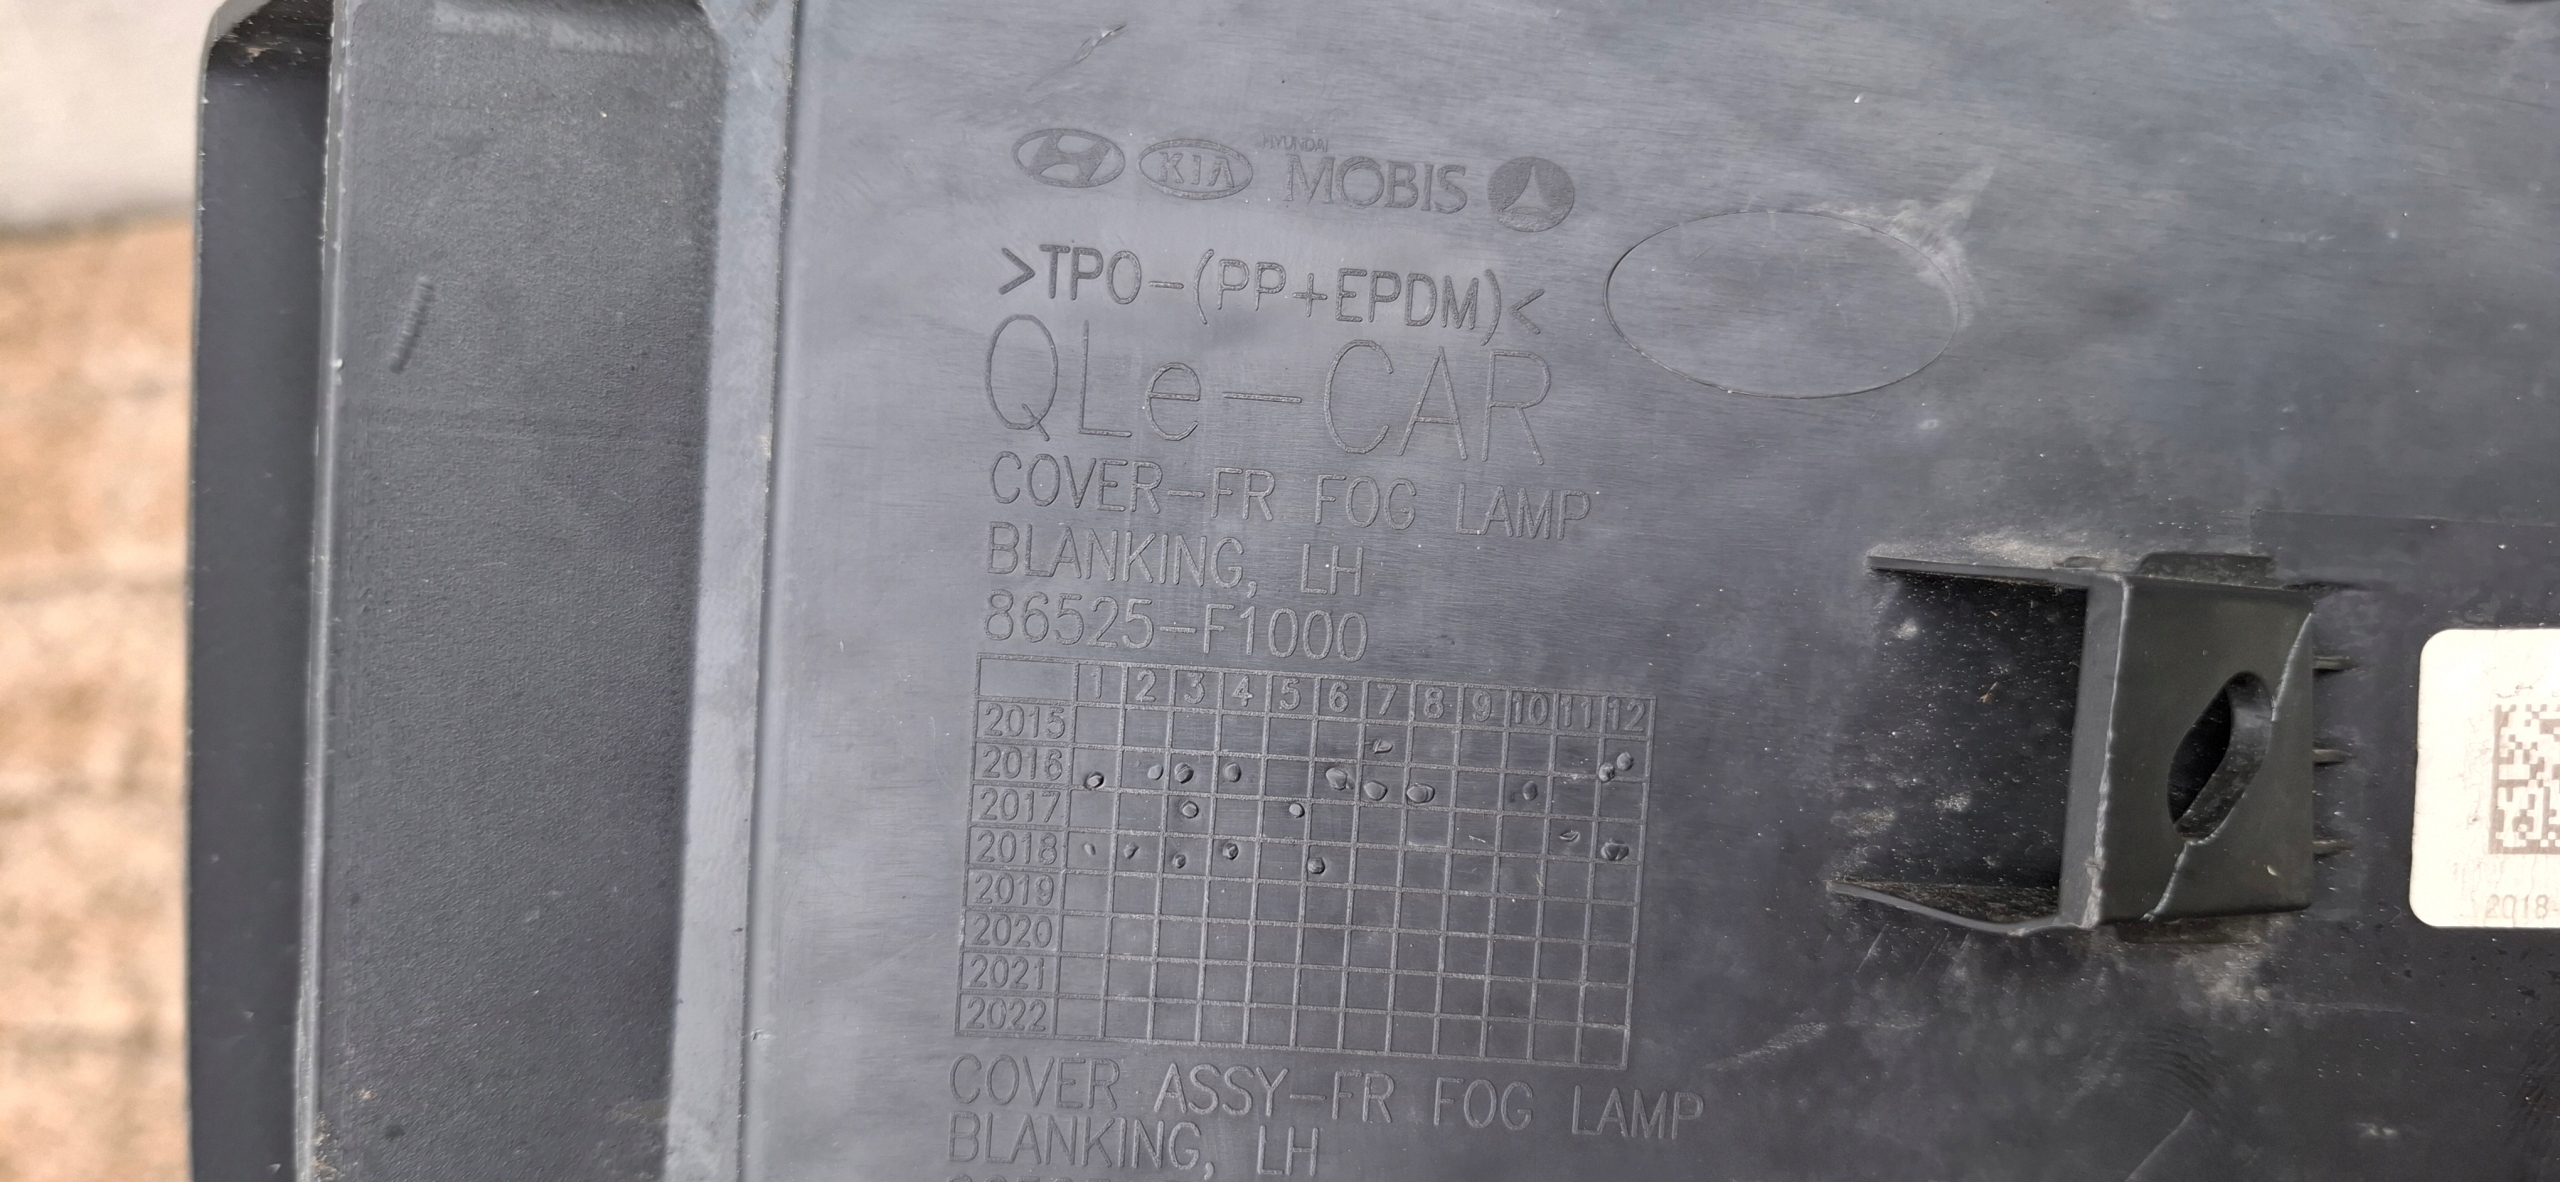 KIA HYUNDAI MOBIS
>TPO-(PP+EPDM)<
QLe-CAR
COVER-FR FOG LAMP
BLANKING, LH
86525-F1000
1 2 3 4 5 6 7 8 9 10 11 12
2015
2016
2017
2018
2019
2020
2021
2022
COVER ASSY-FR FOG LAMP
BLANKING, LH
2018-